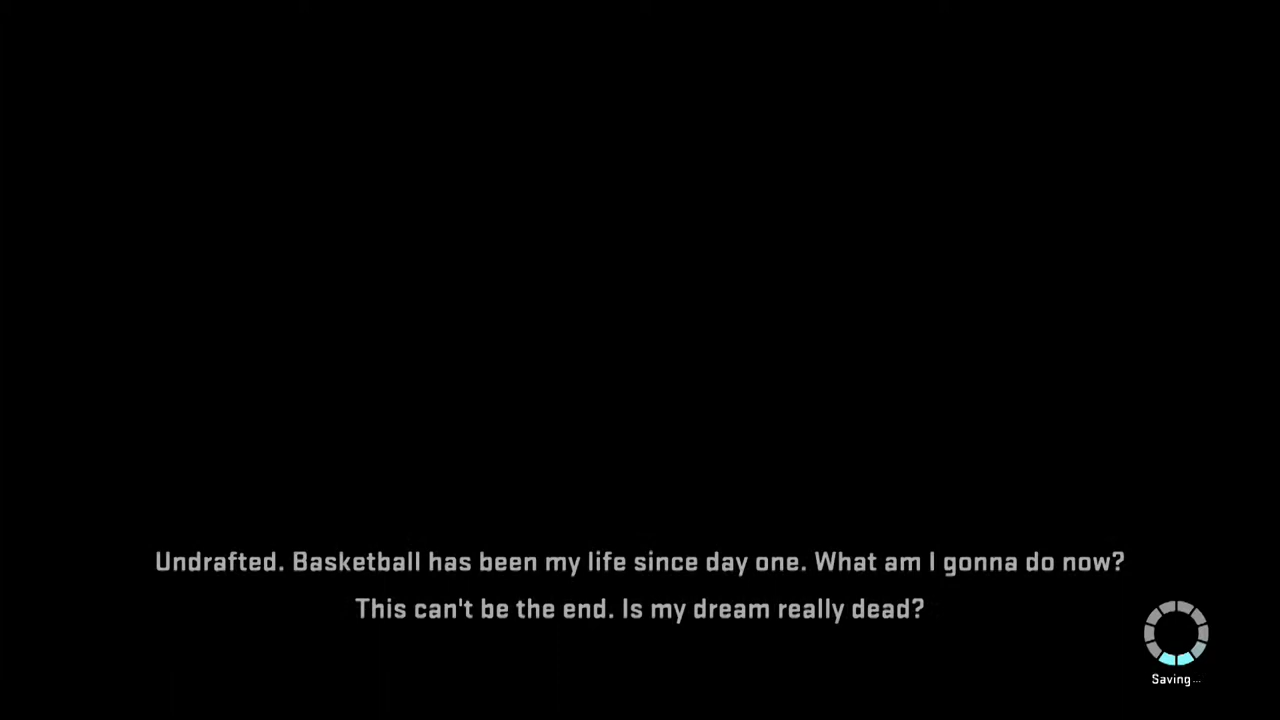 Undrafted. Basketball has been my life since day one. What am I gonna do now?
This can't be the end. Is my dream really dead?
Saving...